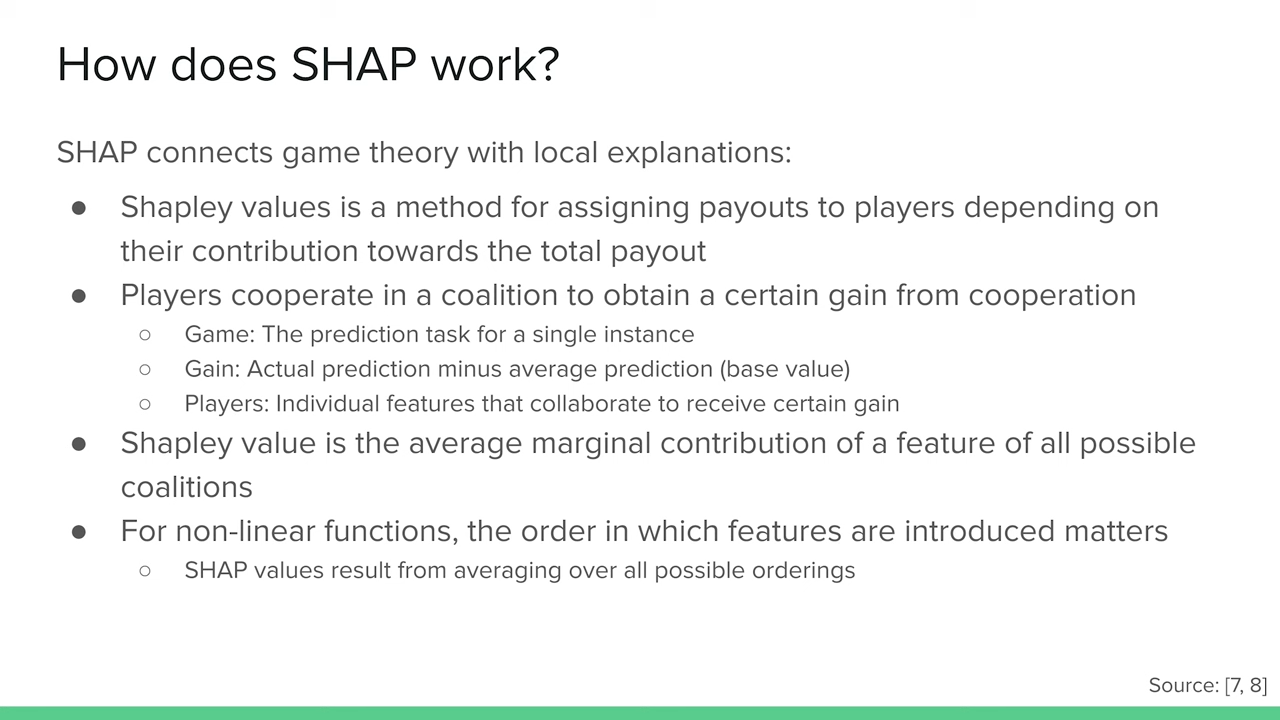 How does SHAP work?
SHAP connects game theory with local explanations:
● Shapley values is a method for assigning payouts to players depending on
their contribution towards the total payout
● Players cooperate in a coalition to obtain a certain gain from cooperation
○ Game: The prediction task for a single instance
○ Gain: Actual prediction minus average prediction (base value)
○ Players: Individual features that collaborate to receive certain gain
● Shapley value is the average marginal contribution of a feature of all possible
coalitions
● For non-linear functions, the order in which features are introduced matters
○ SHAP values result from averaging over all possible orderings
Source: [7, 8]